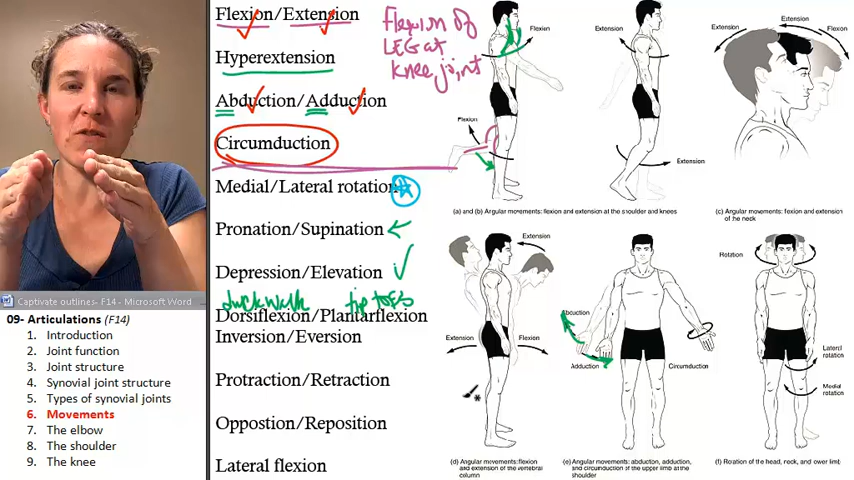 Flexion/Extension
Hyperextension
Abduction/Adduction
Circumduction
Medial/Lateral rotation
Pronation/Supination
Depression/Elevation
duckwalk tip toes
Dorsiflexion/Plantarflexion
Inversion/Eversion
Protraction/Retraction
Oppostion/Reposition
Lateral flexion
Flexion of
LEG at
knee joint
Captivate outlines- F14 - Microsoft Word
09- Articulations (F14)
1. Introduction
2. Joint function
3. Joint structure
4. Synovial joint structure
5. Types of synovial joints
6. Movements
7. The elbow
8. The shoulder
9. The knee
Flexion
Flexion
Extension
Extension
(a) and (b) Angular movements: flexion and extension at the shoulder and knees
Extension
Extension
Flexion
(c) Angular movements: flexion and extension
of the neck
Extension
Extension
Flexion
(d) Angular movements: flexion
and extension of the vertebral
column
Abduction
Adduction
Circumduction
(e) Angular movements: abduction, adduction,
and circumduction of the upper limb at the
shoulder
Rotation
Lateral
rotation
Medial
rotation
(f) Rotation of the head, neck, and lower limb